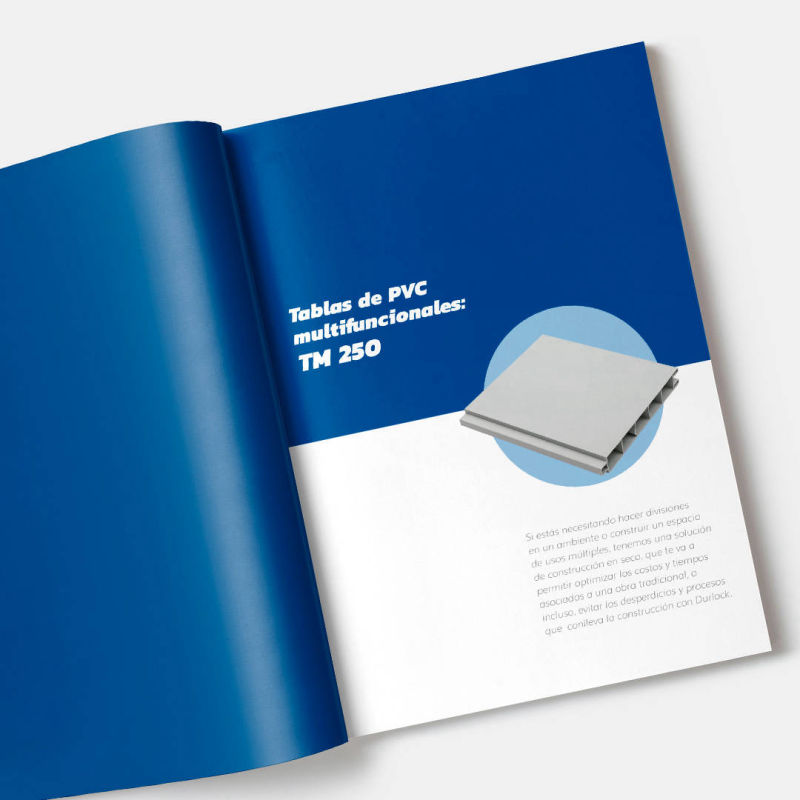 Tablas de PVC
multifuncionales:
TM 250
Si estás necesitando hacer divisiones
en un ambiente o construir un espacio
de usos múltiples, tenemos una solución
de construcción en seco, que te va a
permitir optimizar los costos y tiempos
asociados a una obra tradicional, o
incluso, evitar los desperdicios y procesos
que conlleva la construcción con Durlock.